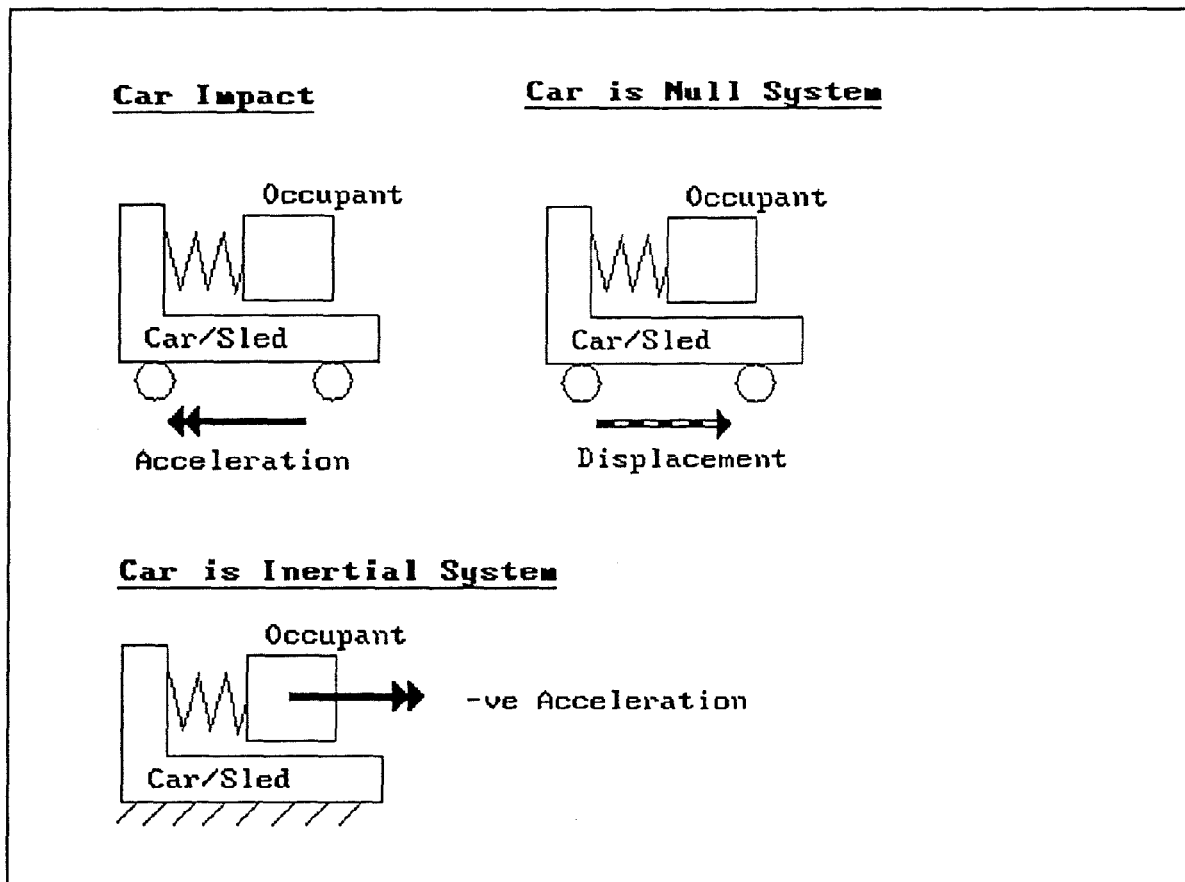 Car Impact
Car is Null System
Occupant
Occupant
Car/Sled
Car/Sled
Acceleration
Displacement
Car is Inertial System
Occupant
-ve Acceleration
Car/Sled